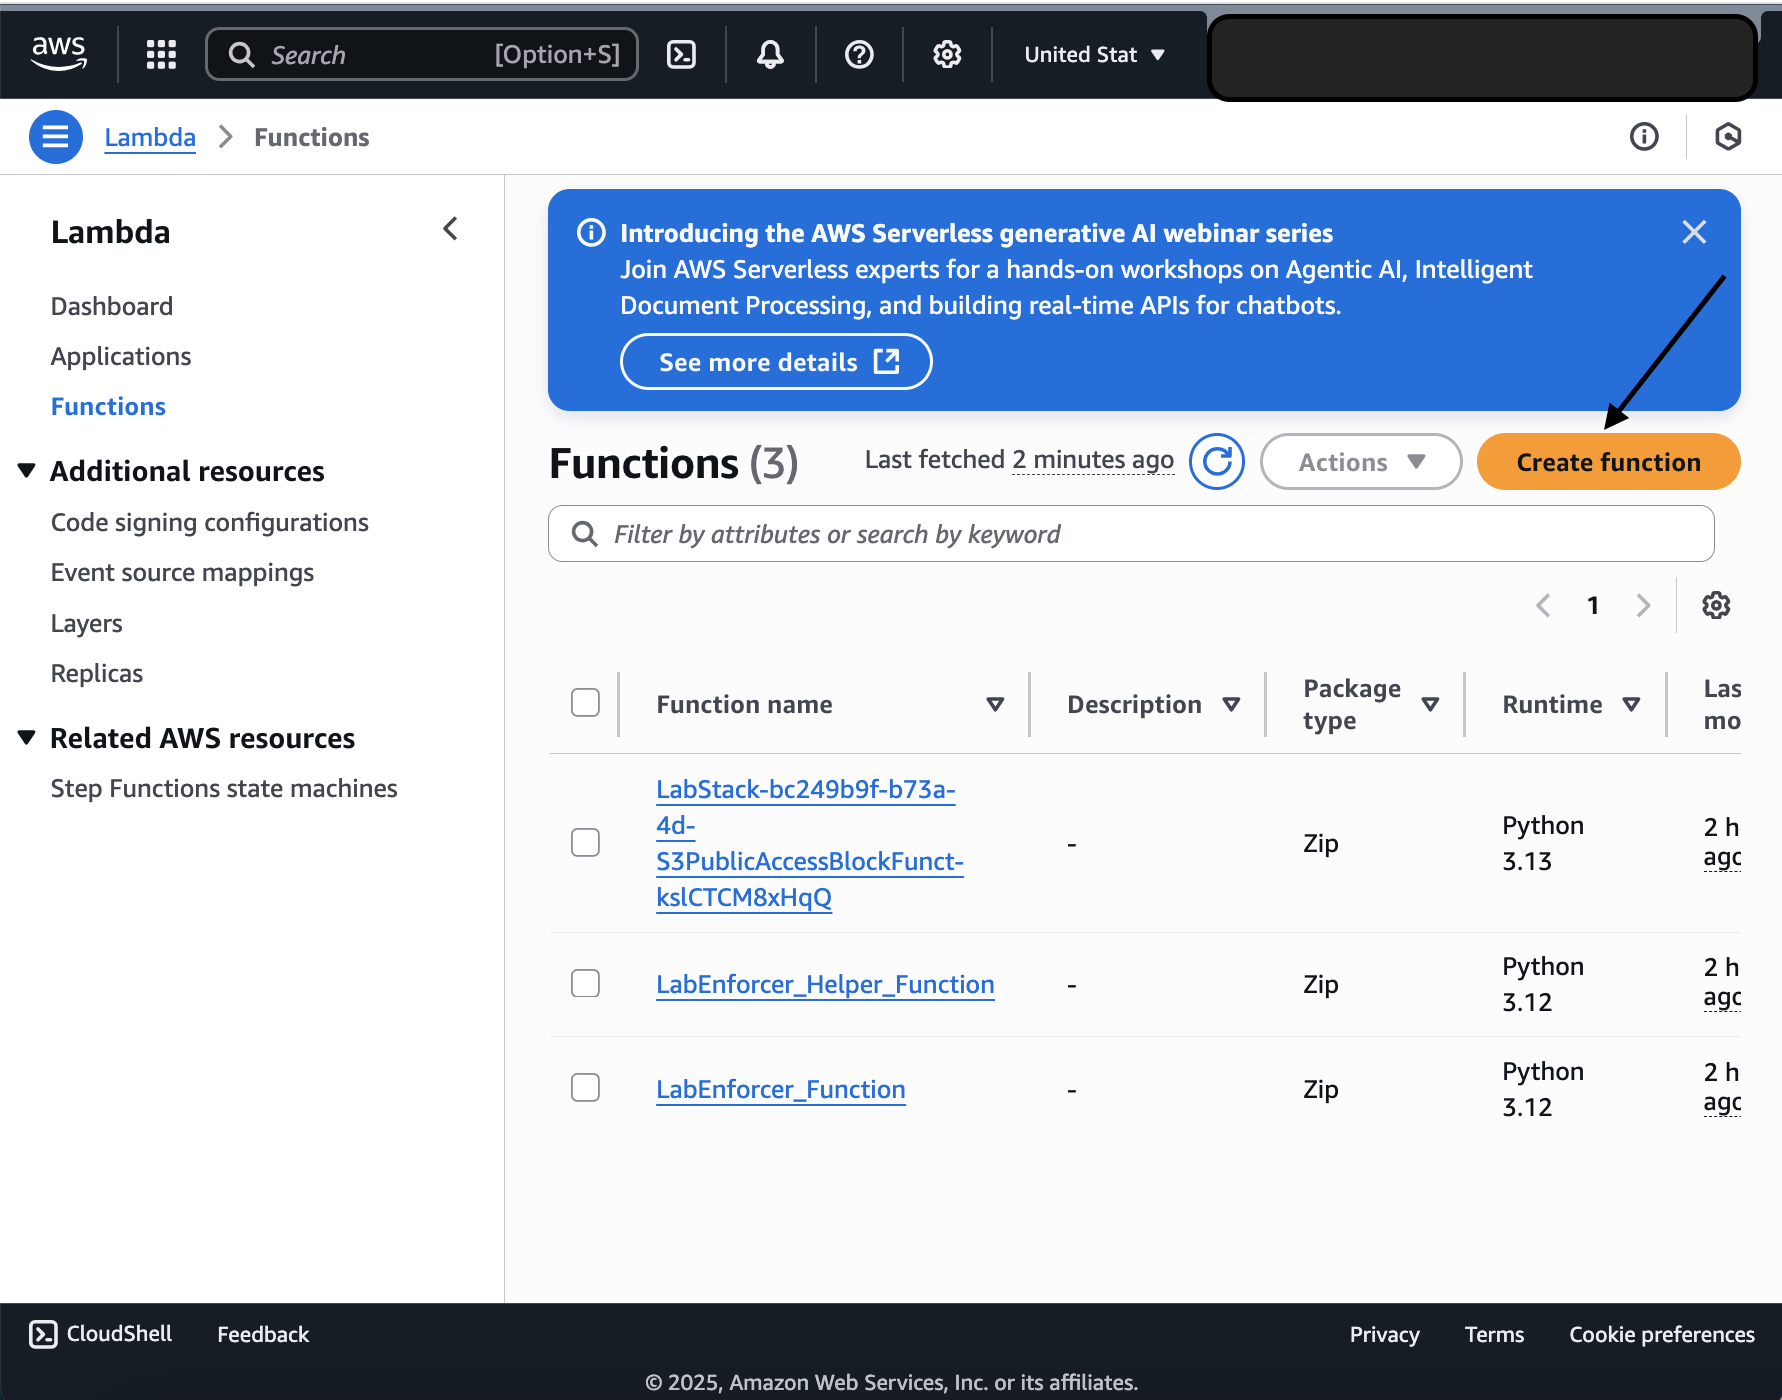 aws
Search [Option+S]
United Stat
Lambda > Functions
Lambda
Dashboard
Applications
Functions
Additional resources
Code signing configurations
Event source mappings
Layers
Replicas
Related AWS resources
Step Functions state machines
Introducing the AWS Serverless generative AI webinar series
Join AWS Serverless experts for a hands-on workshops on Agentic AI, Intelligent
Document Processing, and building real-time APIs for chatbots.
See more details
Functions (3) Last fetched 2 minutes ago Actions Create function
Filter by attributes or search by keyword
1
Function name Description Package type Runtime Las mo
LabStack-bc249b9f-b73a-
4d-
S3PublicAccessBlockFunct-
kslCTCM8xHqQ
-
Zip
Python
3.13
2 h
ago
LabEnforcer_Helper_Function
-
Zip
Python
3.12
2 h
ago
LabEnforcer_Function
-
Zip
Python
3.12
2 h
ago
CloudShell Feedback Privacy Terms Cookie preferences
© 2025, Amazon Web Services, Inc. or its affiliates.